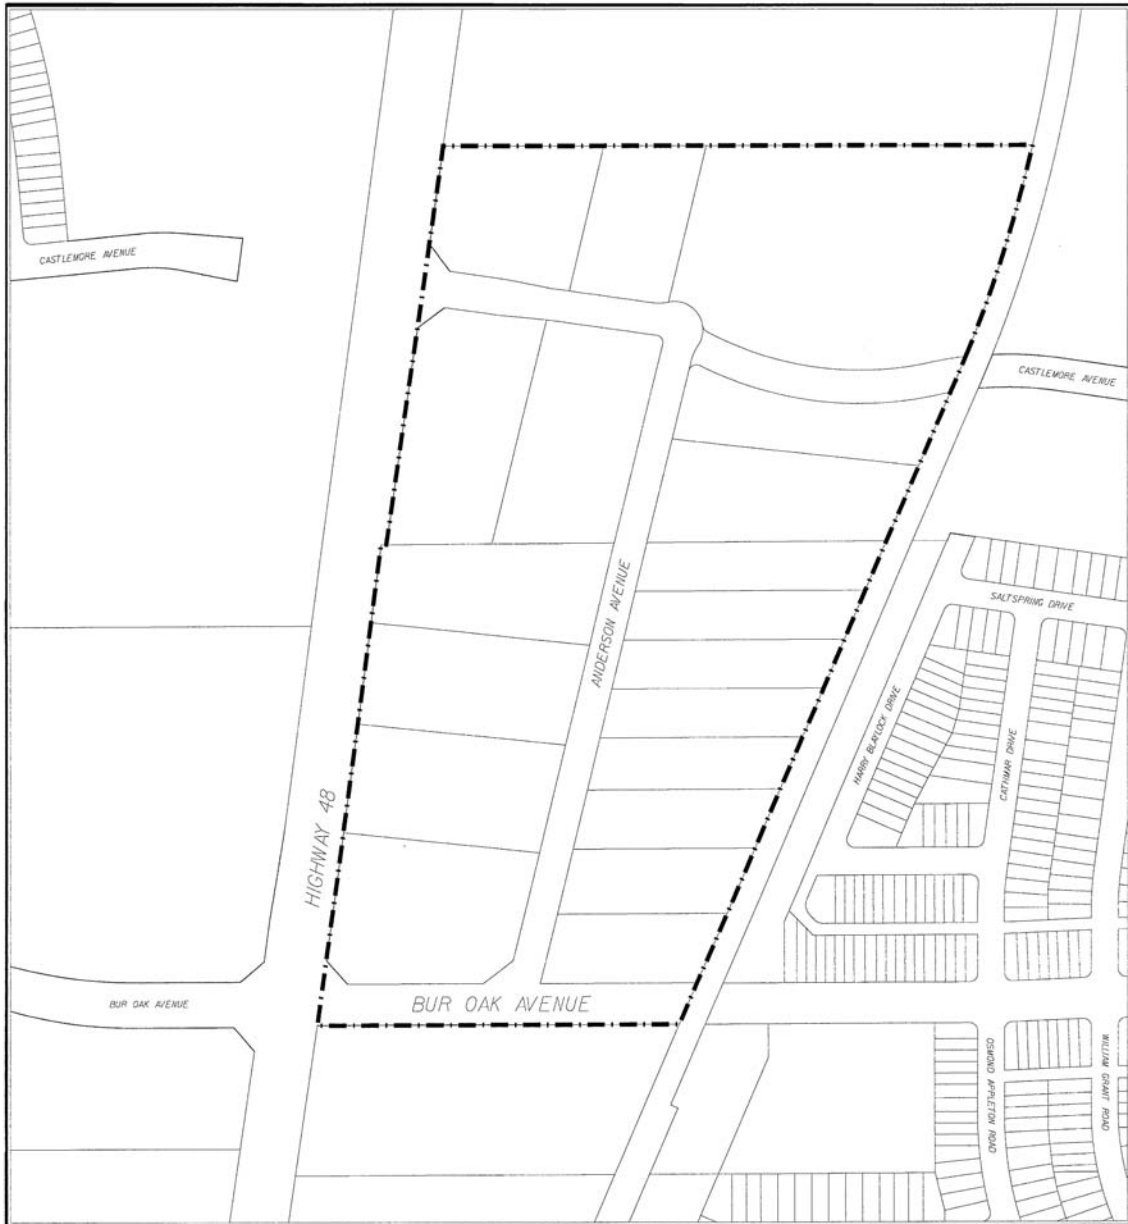 CASTLEMORE AVENUE
CASTLEMORE AVENUE
SALTSPRING DRIVE
ANDERSON AVENUE
HARRY BLAYLOCK DRIVE
CATHMAR DRIVE
HIGHWAY 48
BUR OAK AVENUE
BUR OAK AVENUE
OSMOND APPLETON ROAD
WILLIAM GRANT ROAD